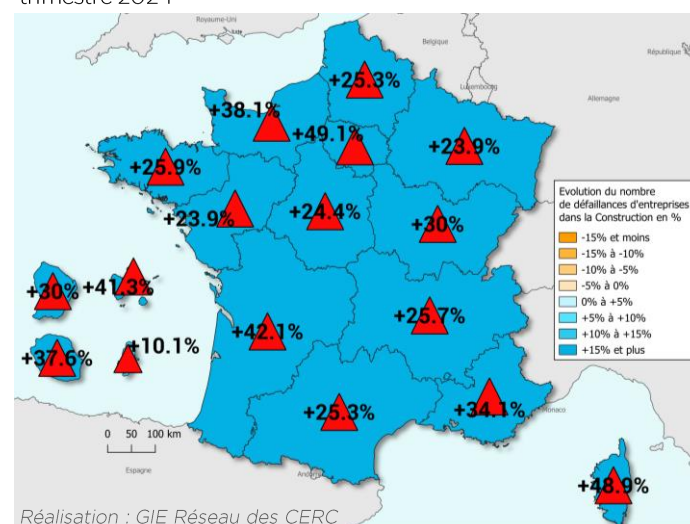 trimestre 2024
Royaume-Uni
Belgique
République
Luxembourg
Allemagne
+25.3%
+38.1%
+49.1%
+23.9%
+25.9%
+23.9%
+24.4%
+30%
Evolution du nombre
de défaillances d'entreprises
dans la Construction en %
-15% et moins
-15% à -10%
-10% à -5%
-5% à 0%
0% à +5%
+5% à +10%
+10% à +15%
+15% et plus
+30%
+41.3%
+42.1%
+25.7%
+37.6%
+10.1%
+25.3%
+34.1%
Monaco
0 50 100 km
Espagne
Andorre
+48.9%
Réalisation : GIE Réseau des CERC